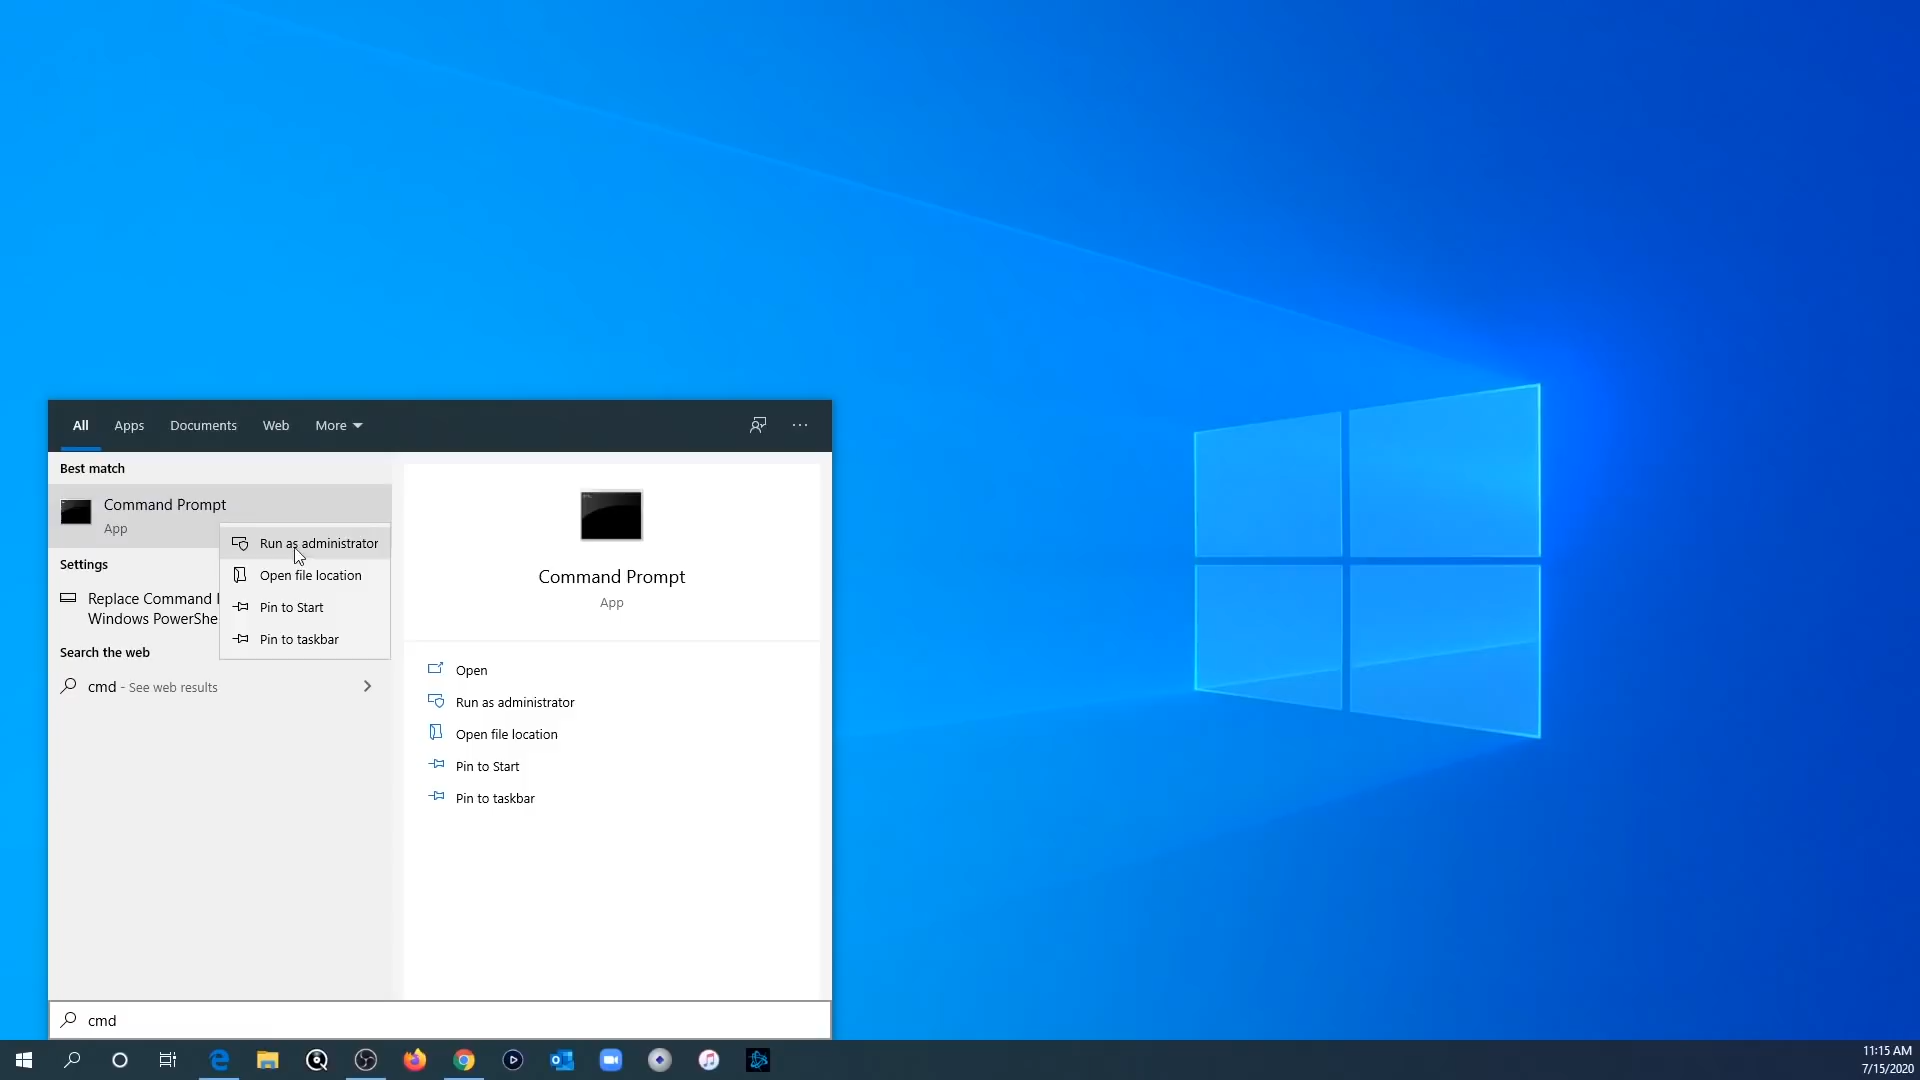 All Apps Documents Web More
Best match
Command Prompt
App
Run as administrator
Open file location
Pin to Start
Pin to taskbar
Settings
Replace Command
Windows PowerShe
Search the web
cmd - See web results
Command Prompt
App
Open
Run as administrator
Open file location
Pin to Start
Pin to taskbar
cmd
11:15 AM
7/15/2020